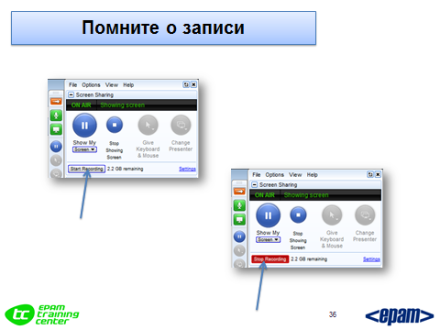 Помните о записи
File Options View Help
Screen Sharing
ON AIR Showing screen
Show My
Screen
Stop
Showing
Screen
Give
Keyboard
& Mouse
Change
Presenter
Start Recording 2.2 GB remaining Settings
File Options View Help
Screen Sharing
ON AIR Showing screen
Show My
Screen
Stop
Showing
Screen
Give
Keyboard
& Mouse
Change
Presenter
Stop Recording 2.2 GB remaining Settings
tc EPAM
training
center
36
<epam>